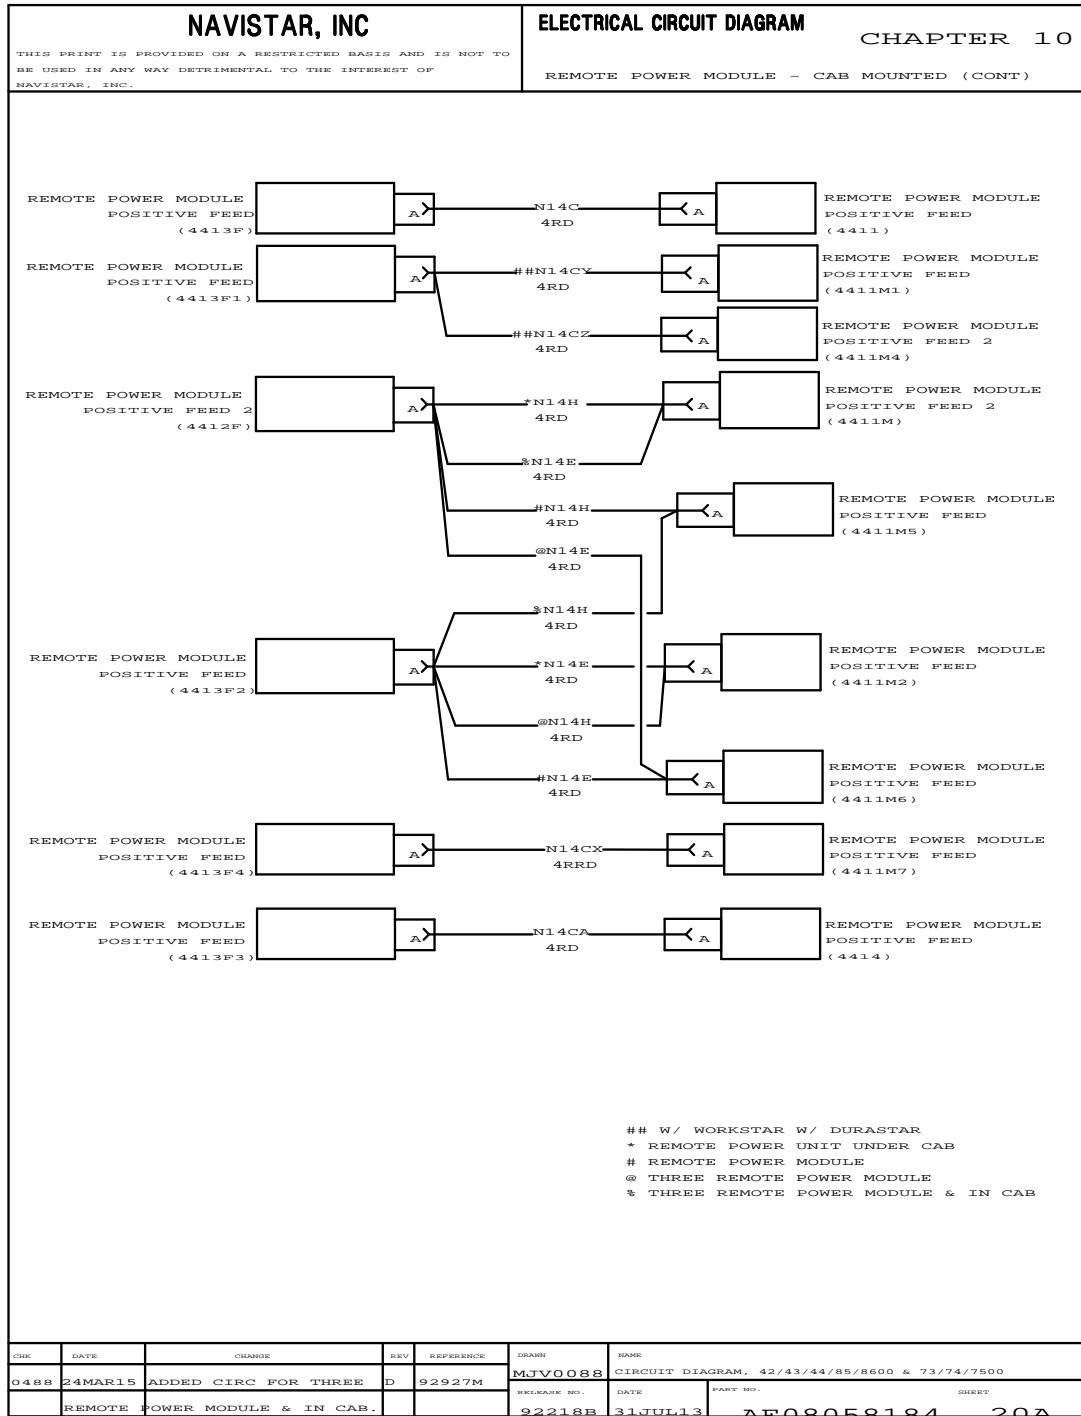 NAVISTAR, INC
THIS PRINT IS PROVIDED ON A RESTRICTED BASIS AND IS NOT TO
BE USED IN ANY WAY DETRIMENTAL TO THE INTEREST OF
NAVISTAR, INC.
ELECTRICAL CIRCUIT DIAGRAM
CHAPTER 10
REMOTE POWER MODULE - CAB MOUNTED (CONT)
REMOTE POWER MODULE
POSITIVE FEED
(4413F)
A
N14C
4RD
A
REMOTE POWER MODULE
POSITIVE FEED
(4411)
REMOTE POWER MODULE
POSITIVE FEED
(4413F1)
A
##N14CY
4RD
A
REMOTE POWER MODULE
POSITIVE FEED
(4411M1)
##N14CZ
4RD
A
REMOTE POWER MODULE
POSITIVE FEED 2
(4411M4)
REMOTE POWER MODULE
POSITIVE FEED 2
(4412F)
A
*N14H
4RD
A
REMOTE POWER MODULE
POSITIVE FEED 2
(4411M)
%N14E
4RD
#N14H
4RD
A
REMOTE POWER MODULE
POSITIVE FEED
(4411M5)
@N14E
4RD
%N14H
4RD
REMOTE POWER MODULE
POSITIVE FEED
(4413F2)
A
*N14E
4RD
A
REMOTE POWER MODULE
POSITIVE FEED
(4411M2)
@N14H
4RD
#N14E
4RD
A
REMOTE POWER MODULE
POSITIVE FEED
(4411M6)
REMOTE POWER MODULE
POSITIVE FEED
(4413F4)
A
N14CX
4RRD
A
REMOTE POWER MODULE
POSITIVE FEED
(4411M7)
REMOTE POWER MODULE
POSITIVE FEED
(4413F3)
A
N14CA
4RD
A
REMOTE POWER MODULE
POSITIVE FEED
(4414)
## W/ WORKSTAR W/ DURASTAR
* REMOTE POWER UNIT UNDER CAB
# REMOTE POWER MODULE
@ THREE REMOTE POWER MODULE
% THREE REMOTE POWER MODULE & IN CAB
CHK DATE CHANGE REV REFERENCE
0488 24MAR15 ADDED CIRC FOR THREE D 92927M
REMOTE POWER MODULE & IN CAB.
DRAWN
MJV0088
NAME
CIRCUIT DIAGRAM, 42/43/44/85/8600 & 73/74/7500
RELEASE NO.
92218B
DATE
31JUL13
PART NO.
AF08058184
SHEET
20A